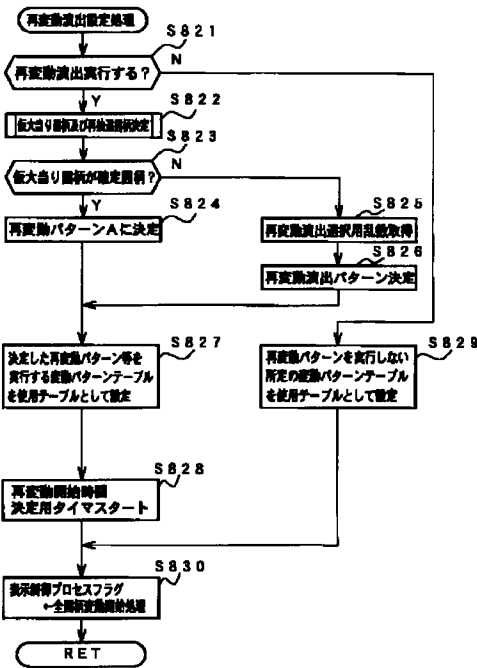 再変動演出設定処理
S821
再変動演出実行する？
N
Y
S822
仮大当り図柄及び再抽選図柄決定
S823
仮大当り図柄が確定図柄？
N
Y
S824
再変動パターンAに決定
S825
再変動演出選択用乱数取得
S826
再変動演出パターン決定
S827
決定した再変動パターン等を
実行する変動パターンテーブル
を使用テーブルとして設定
S829
再変動パターンを実行しない
所定の変動パターンテーブル
を使用テーブルとして設定
S828
再変動開始時間
決定用タイマスタート
S830
表示制御プロセスフラグ
←全図柄変動開始処理
RET